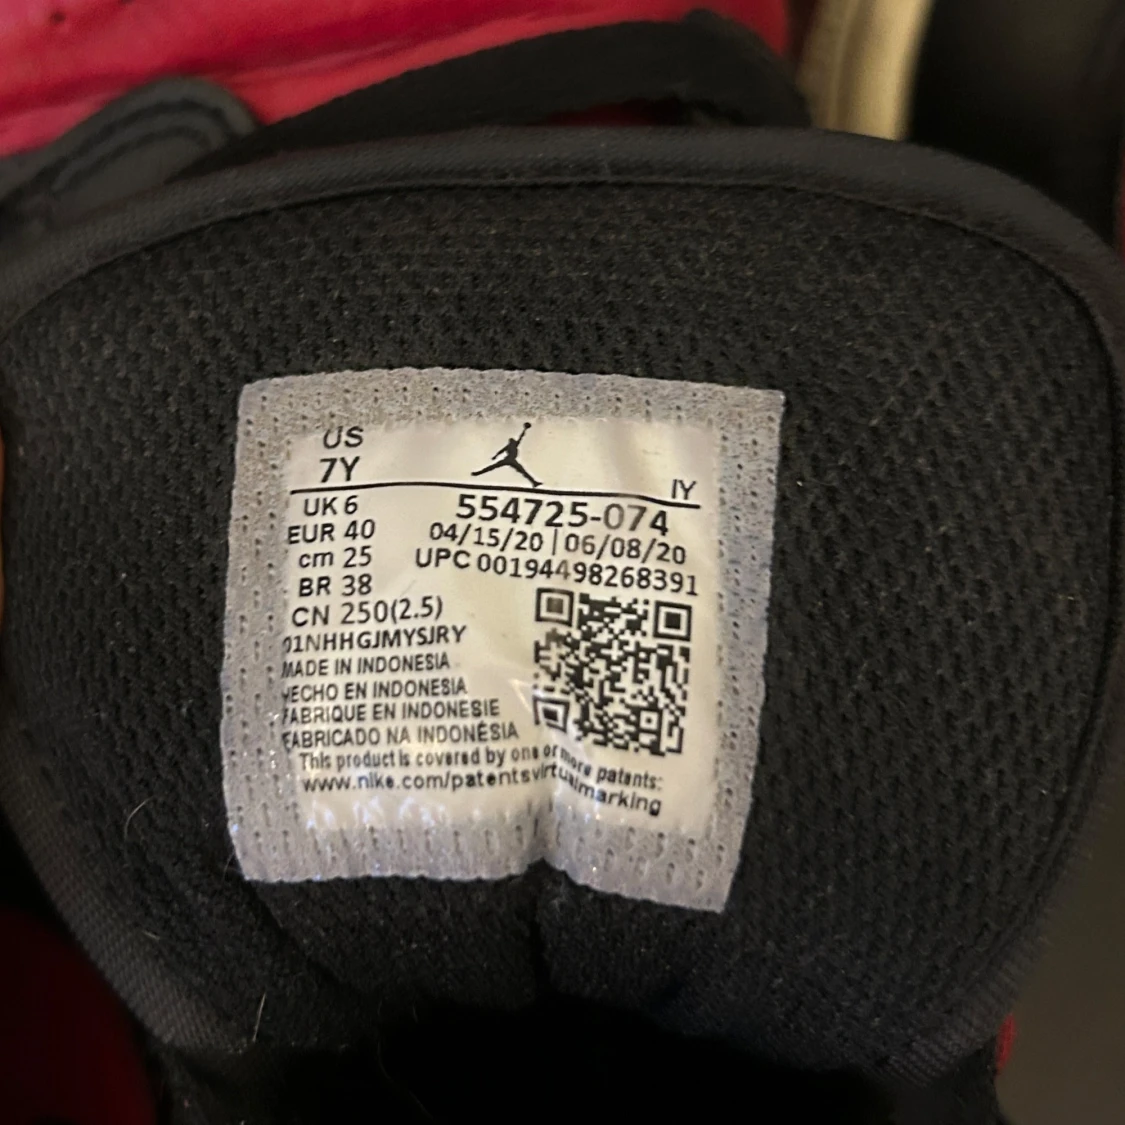 US
7Y
IY
UK 6
EUR 40
cm 25
BR 38
CN 250(2.5)
554725-074
04/15/20 | 06/08/20
UPC 00194498268391
01NHHGJMYSJRY
MADE IN INDONESIA
HECHO EN INDONESIA
FABRIQUE EN INDONESIE
FABRICADO NA INDONÉSIA
This product is covered by one or more patents:
www.nike.com/patentsvirtualmarking